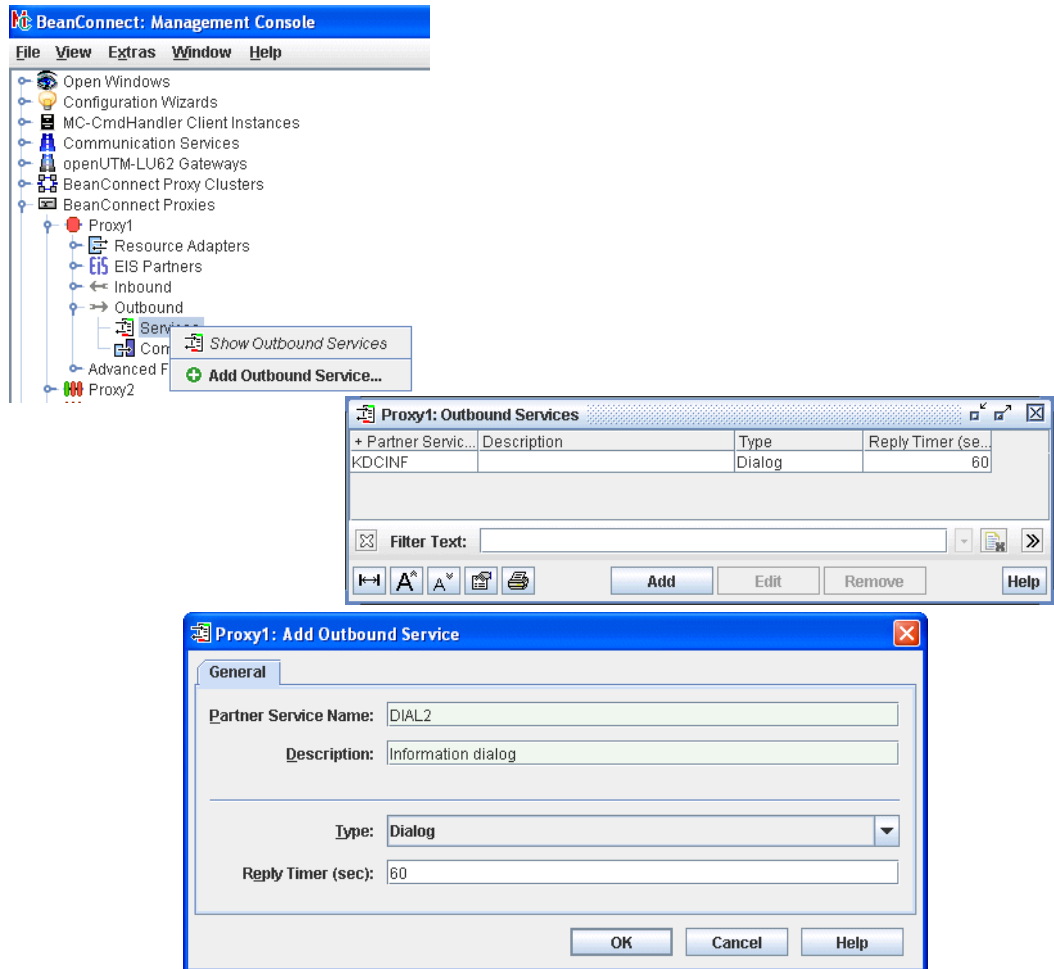 BeanConnect: Management Console
File View Extras Window Help
Open Windows
Configuration Wizards
MC-CmdHandler Client Instances
Communication Services
openUTM-LU62 Gateways
BeanConnect Proxy Clusters
BeanConnect Proxies
Proxy1
Resource Adapters
EIS EIS Partners
Inbound
Outbound
Services
Show Outbound Services
Com
Add Outbound Service...
Advanced F
Proxy2
Proxy1: Outbound Services
+ Partner Servic... Description Type Reply Timer (se...
KDCINF Dialog 60
Filter Text:
A A Add Edit Remove Help
Proxy1: Add Outbound Service
General
Partner Service Name: DIAL2
Description: Information dialog
Type: Dialog
Reply Timer (sec): 60
OK Cancel Help